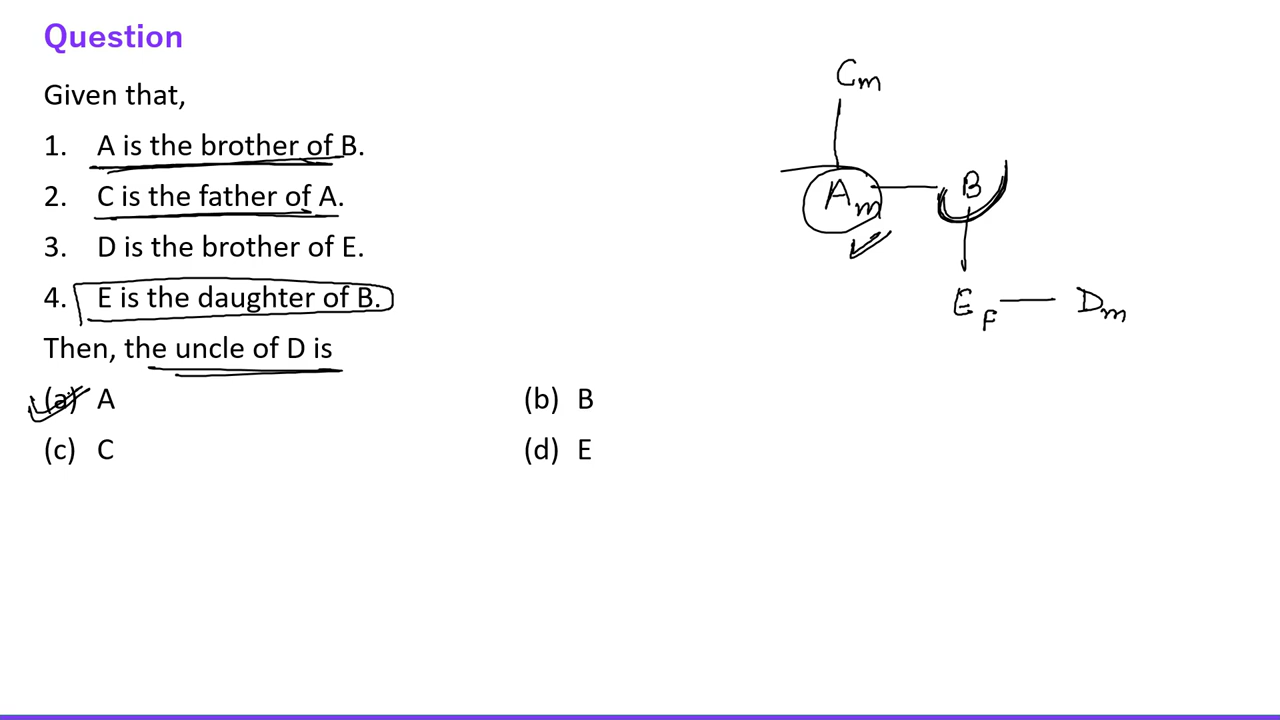 Question
Given that,
1. A is the brother of B.
2. C is the father of A.
3. D is the brother of E.
4. E is the daughter of B.
Then, the uncle of D is
(a) A (b) B
(c) C (d) E
Cm
Am B
EF Dm